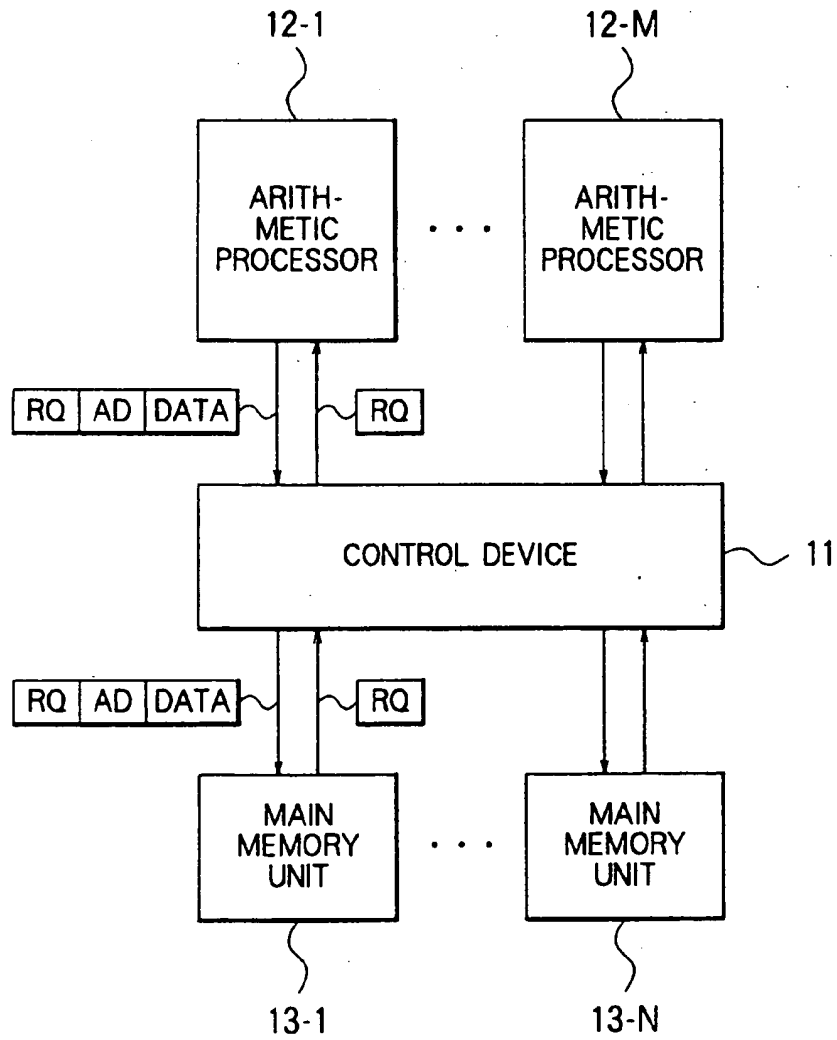 12-1
12-M
ARITH-
METIC
PROCESSOR
. . .
ARITH-
METIC
PROCESSOR
RQ AD DATA
RQ
CONTROL DEVICE
11
RQ AD DATA
RQ
MAIN
MEMORY
UNIT
. . .
MAIN
MEMORY
UNIT
13-1
13-N